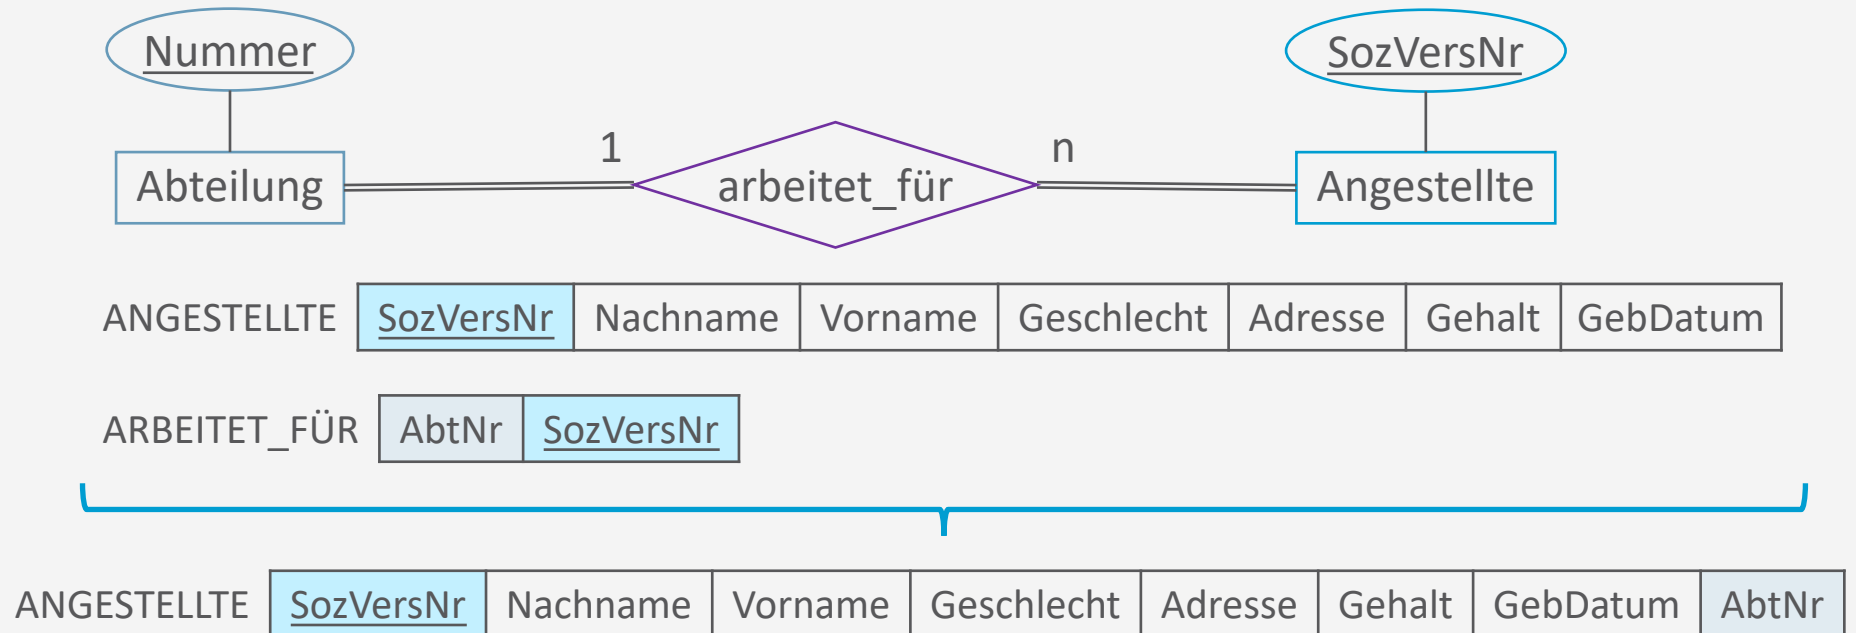 Nummer SozVersNr
1 n
Abteilung arbeitet_für Angestellte
ANGESTELLTE SozVersNr Nachname Vorname Geschlecht Adresse Gehalt GebDatum
ARBEITET_FÜR AbtNr SozVersNr
ANGESTELLTE SozVersNr Nachname Vorname Geschlecht Adresse Gehalt GebDatum AbtNr